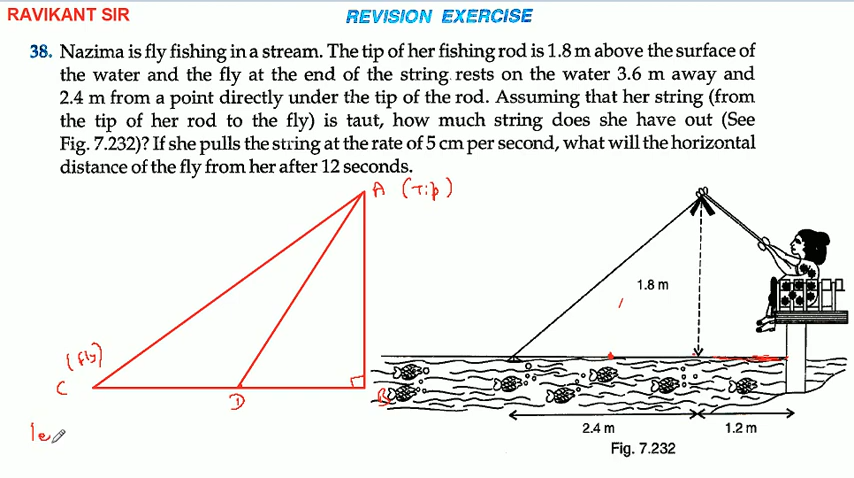 RAVIKANT SIR
REVISION EXERCISE
38. Nazima is fly fishing in a stream. The tip of her fishing rod is 1.8 m above the surface of
the water and the fly at the end of the string rests on the water 3.6 m away and
2.4 m from a point directly under the tip of the rod. Assuming that her string (from
the tip of her rod to the fly) is taut, how much string does she have out (See
Fig. 7.232)? If she pulls the string at the rate of 5 cm per second, what will the horizontal
distance of the fly from her after 12 seconds.
A (Tip)
1.8 m
(fly)
C
D
B
le
2.4 m
1.2 m
Fig. 7.232